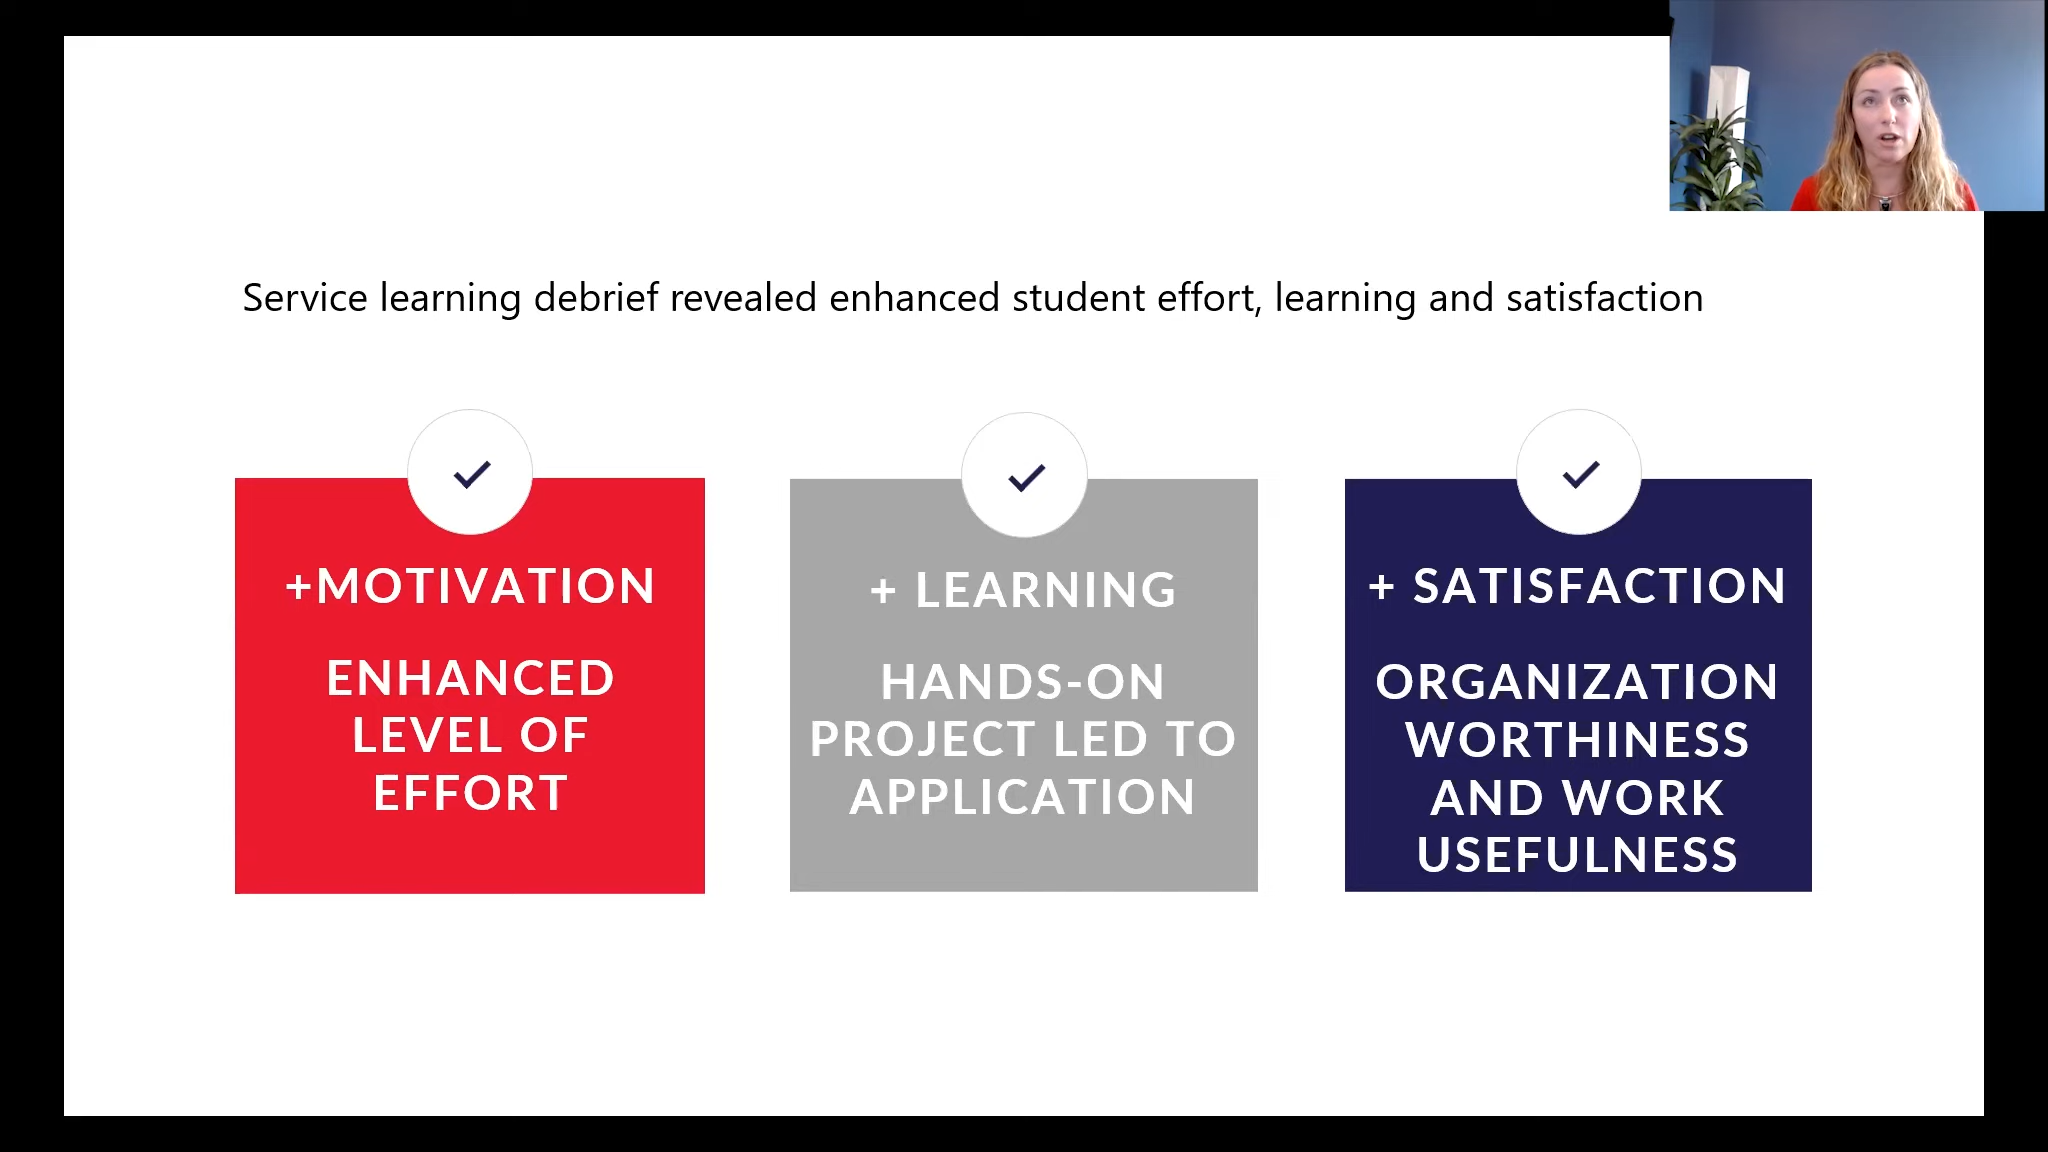 Service learning debrief revealed enhanced student effort, learning and satisfaction
+MOTIVATION
ENHANCED
LEVEL OF
EFFORT
+ LEARNING
HANDS-ON
PROJECT LED TO
APPLICATION
+ SATISFACTION
ORGANIZATION
WORTHINESS
AND WORK
USEFULNESS